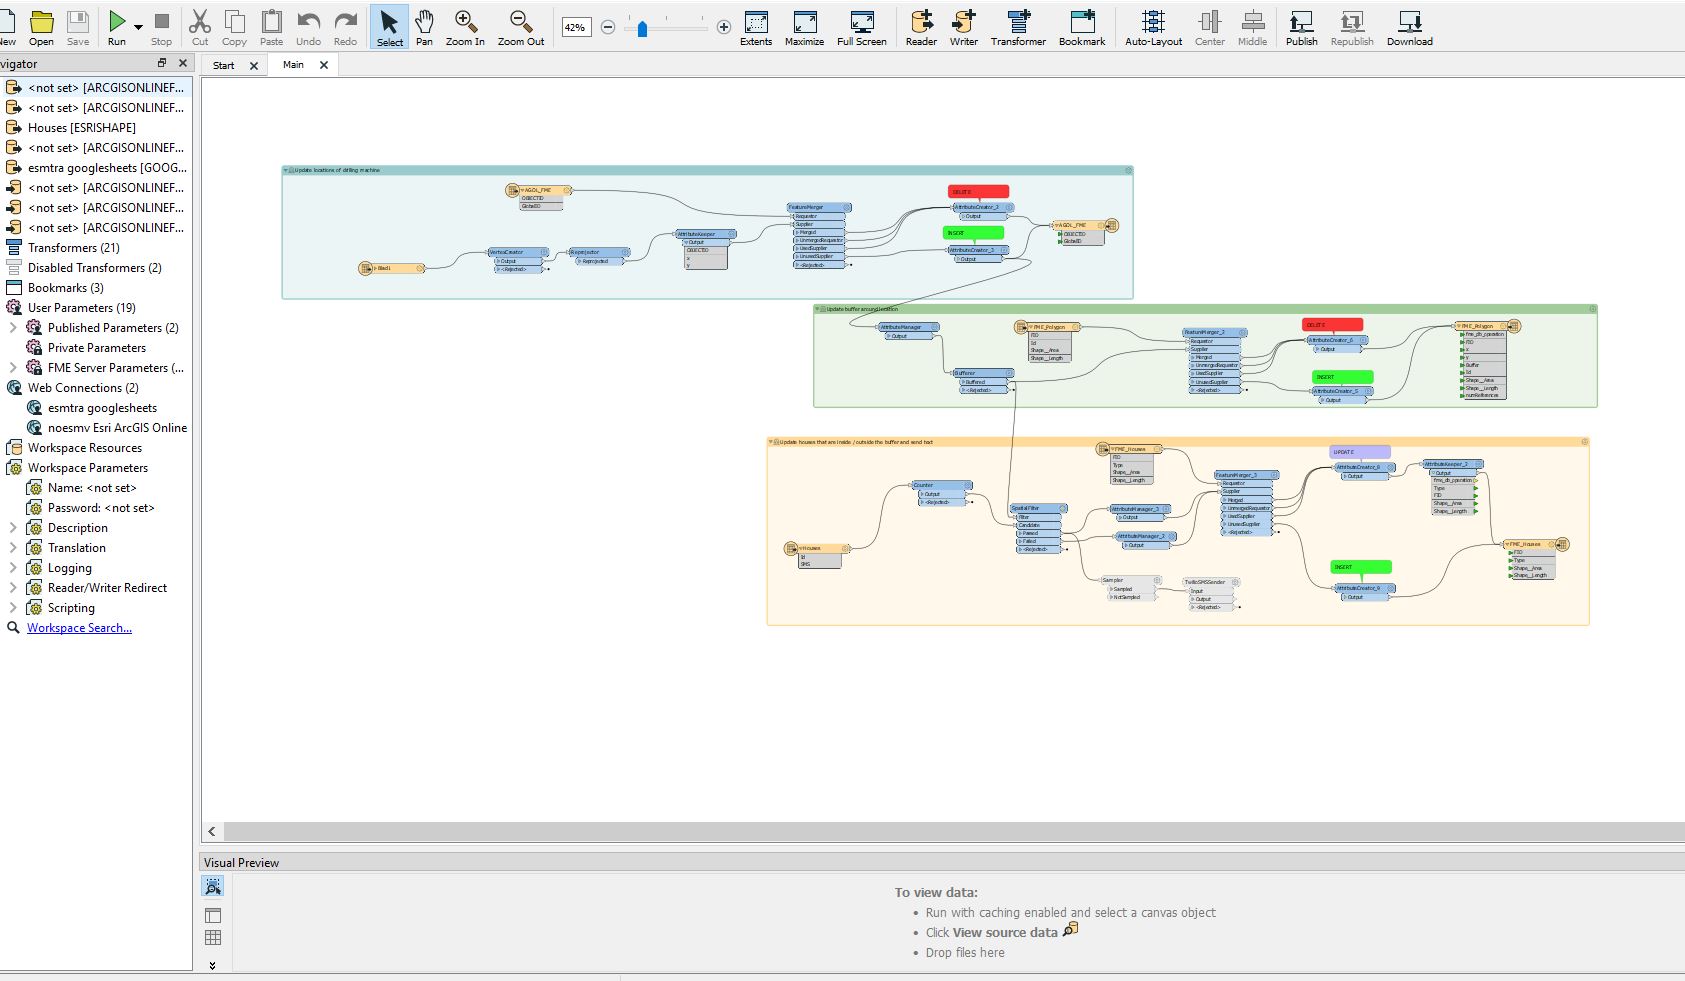 New Open Save Run Stop Cut Copy Paste Undo Redo Select Pan Zoom In Zoom Out 42% Extents Maximize Full Screen Reader Writer Transformer Bookmark Auto-Layout Center Middle Publish Republish Download
vigator
Start Main
<not set> [ARCGISONLINEF...
<not set> [ARCGISONLINEF...
Houses [ESRISHAPE]
<not set> [ARCGISONLINEF...
esmtra googlesheets [GOOG...
<not set> [ARCGISONLINEF...
<not set> [ARCGISONLINEF...
<not set> [ARCGISONLINEF...
Transformers (21)
Disabled Transformers (2)
Bookmarks (3)
User Parameters (19)
Published Parameters (2)
Private Parameters
FME Server Parameters (...
Web Connections (2)
esmtra googlesheets
noesmv Esri ArcGIS Online
Workspace Resources
Workspace Parameters
Name: <not set>
Password: <not set>
Description
Translation
Logging
Reader/Writer Redirect
Scripting
Workspace Search...
Update locations of drilling machine
AGOL_FME
OBJECTID
GlobalID
Bladl
VertexCreator
Output
<Rejected>
Reprojector
Reprojected
AttributeKeeper
Output
OBJECTID
x
y
FeatureMerger
Requestor
Supplier
Merged
UnmergedRequestor
UsedSupplier
UnusedSupplier
<Rejected>
DELETE
AttributeCreator_2
Output
INSERT
AttributeCreator_3
Output
AGOL_FME
OBJECTID
GlobalID
Update buffer around location
AttributeManager
Output
Bufferer
Buffered
<Rejected>
FME_Polygon
FID
Id
Shape__Area
Shape__Length
FeatureMerger_2
Requestor
Supplier
Merged
UnmergedRequestor
UsedSupplier
UnusedSupplier
<Rejected>
DELETE
AttributeCreator_6
Output
INSERT
AttributeCreator_5
Output
FME_Polygon
fme_db_operation
FID
x
y
Buffer
Id
Shape__Area
Shape__Length
numReferences
Update houses that are inside / outside the buffer and send text
Houses
Id
SMS
Counter
Output
<Rejected>
SpatialFilter
Filter
Candidate
Passed
Failed
<Rejected>
FME_Houses
FID
Type
Shape__Area
Shape__Length
AttributeManager_3
Output
AttributeManager_2
Output
Sampler
Sampled
NotSampled
TwilioSMSSender
Input
Output
<Rejected>
FeatureMerger_3
Requestor
Supplier
Merged
UnmergedRequestor
UsedSupplier
UnusedSupplier
<Rejected>
UPDATE
AttributeCreator_8
Output
AttributeKeeper_2
Output
fme_db_operation
Type
FID
Shape__Area
Shape__Length
INSERT
AttributeCreator_9
Output
FME_Houses
FID
Type
Shape__Area
Shape__Length
Visual Preview
To view data:
• Run with caching enabled and select a canvas object
• Click View source data
• Drop files here